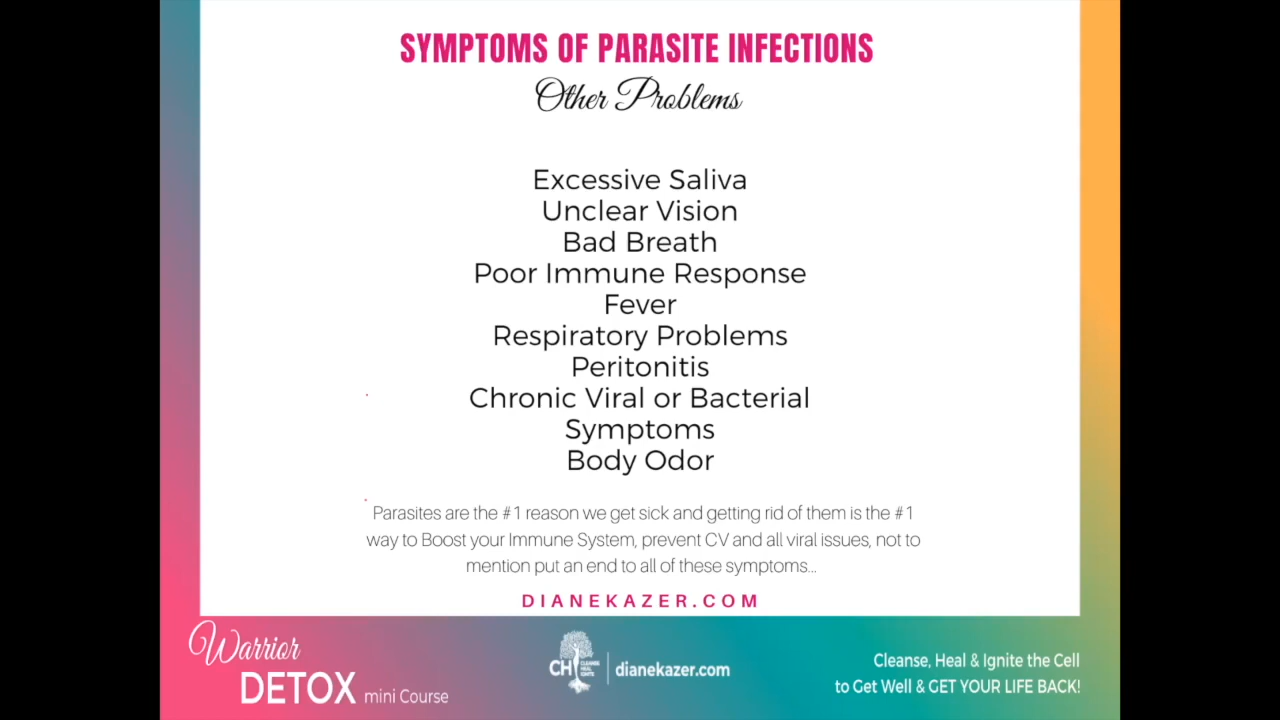 SYMPTOMS OF PARASITE INFECTIONS
Other Problems
Excessive Saliva
Unclear Vision
Bad Breath
Poor Immune Response
Fever
Respiratory Problems
Peritonitis
Chronic Viral or Bacterial
Symptoms
Body Odor
Parasites are the #1 reason we get sick and getting rid of them is the #1
way to Boost your Immune System, prevent CV and all viral issues, not to
mention put an end to all of these symptoms...
DIANEKAZER.COM
Warrior
DETOX mini Course
CHI CLEANSE
HEAL
IGNITE
dianekazer.com
Cleanse, Heal & Ignite the Cell
to Get Well & GET YOUR LIFE BACK!